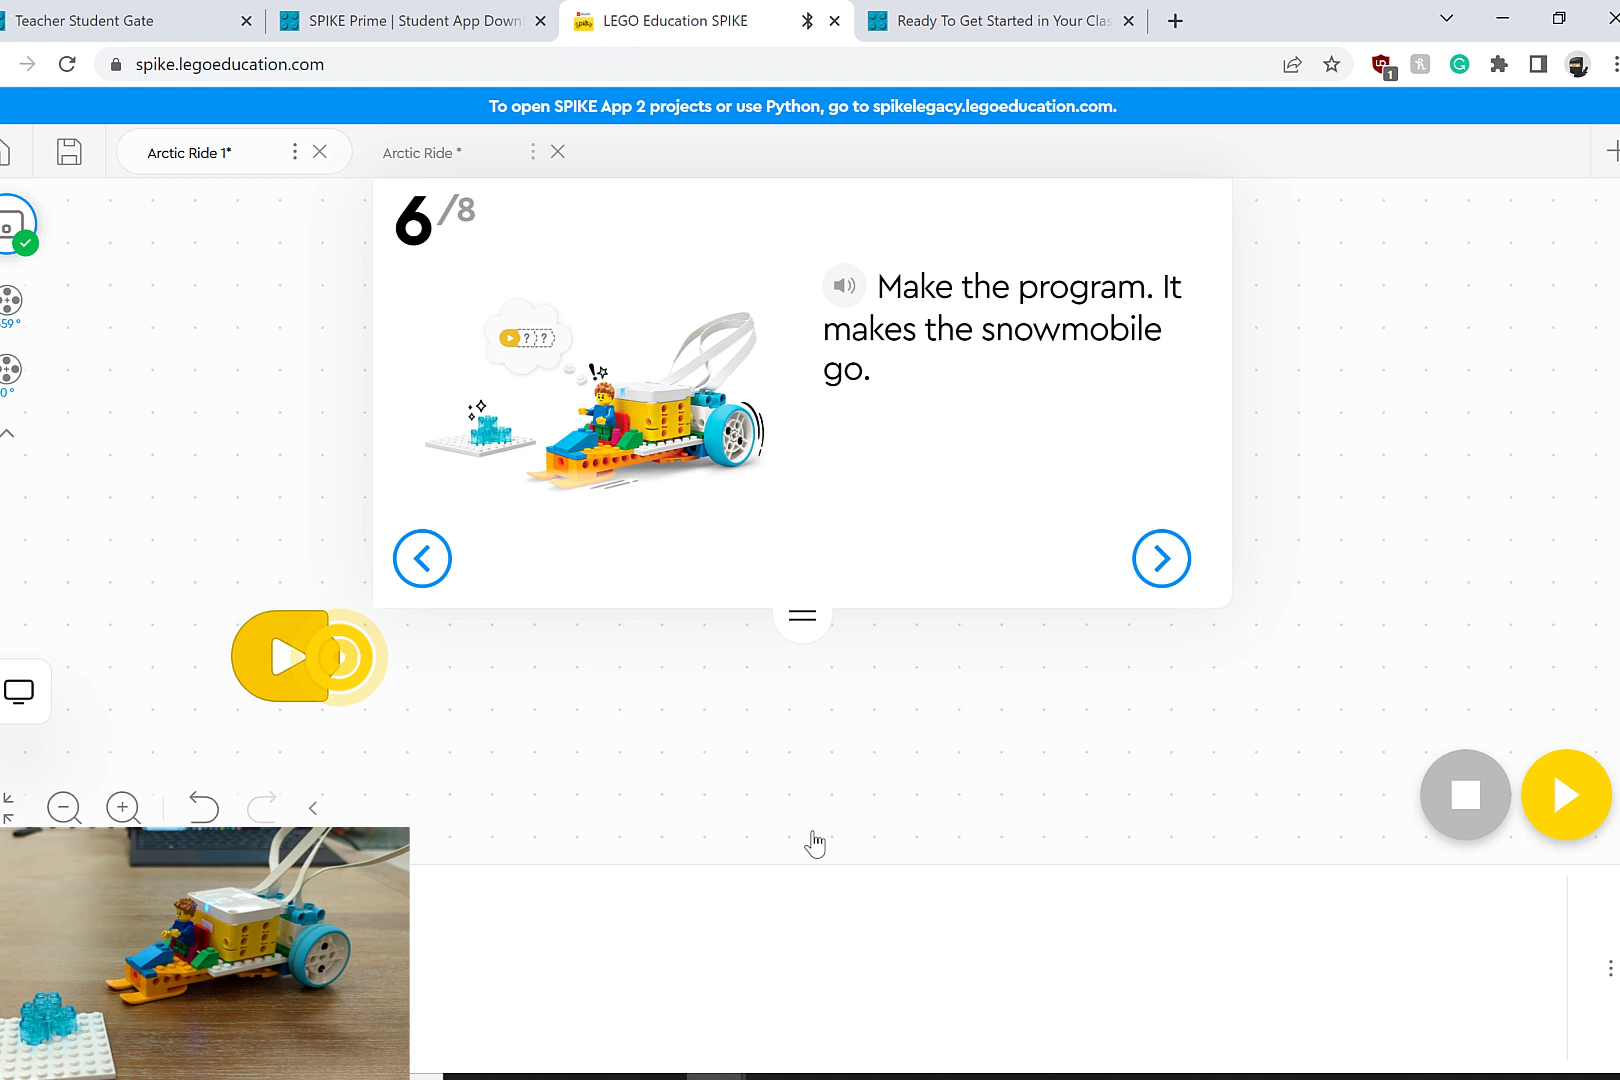 Teacher Student Gate
SPIKE Prime | Student App Down
LEGO Education SPIKE
Ready To Get Started in Your Clas
spike.legoeducation.com
1
To open SPIKE App 2 projects or use Python, go to spikelegacy.legoeducation.com.
Arctic Ride 1*
Arctic Ride *
6/8
59°
0°
? ?
!
Make the program. It
makes the snowmobile
go.